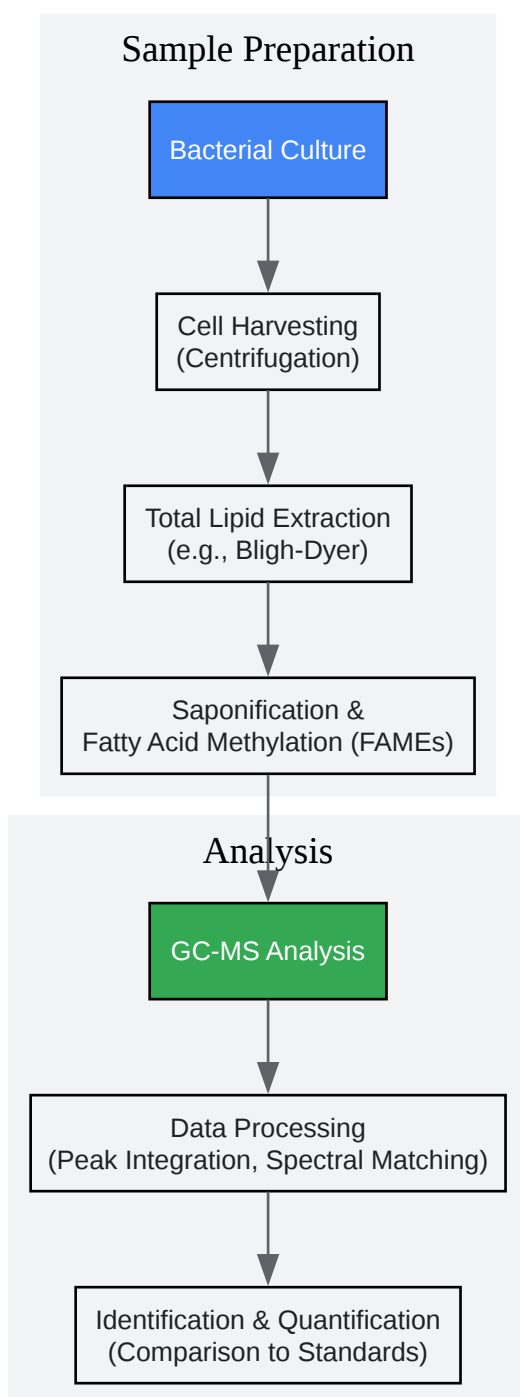 Sample Preparation
Bacterial Culture
Cell Harvesting
(Centrifugation)
Total Lipid Extraction
(e.g., Bligh-Dyer)
Saponification &
Fatty Acid Methylation (FAMEs)
Analysis
GC-MS Analysis
Data Processing
(Peak Integration, Spectral Matching)
Identification & Quantification
(Comparison to Standards)